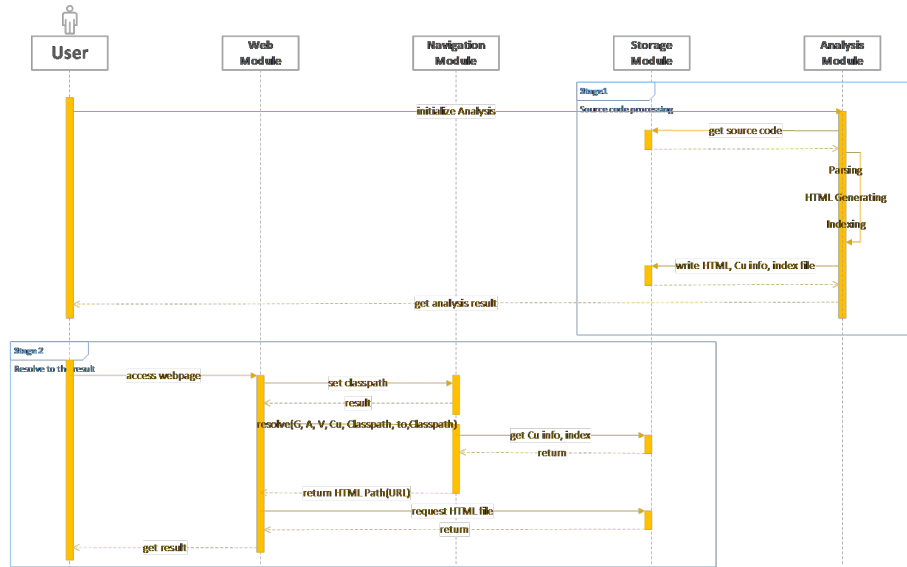 User
Web
Module
Navigation
Module
Storage
Module
Analysis
Module
Stage1
Source code processing
initialize Analysis
get source code
Parsing
HTML Generating
Indexing
write HTML, Cu info, index file
get analysis result
Stage 2
Resolve to the result
access webpage
set classpath
result
resolve(G, A, V, Cu, Classpath, to,Classpath)
get Cu info, index
return
return HTML Path(URL)
request HTML file
return
get result